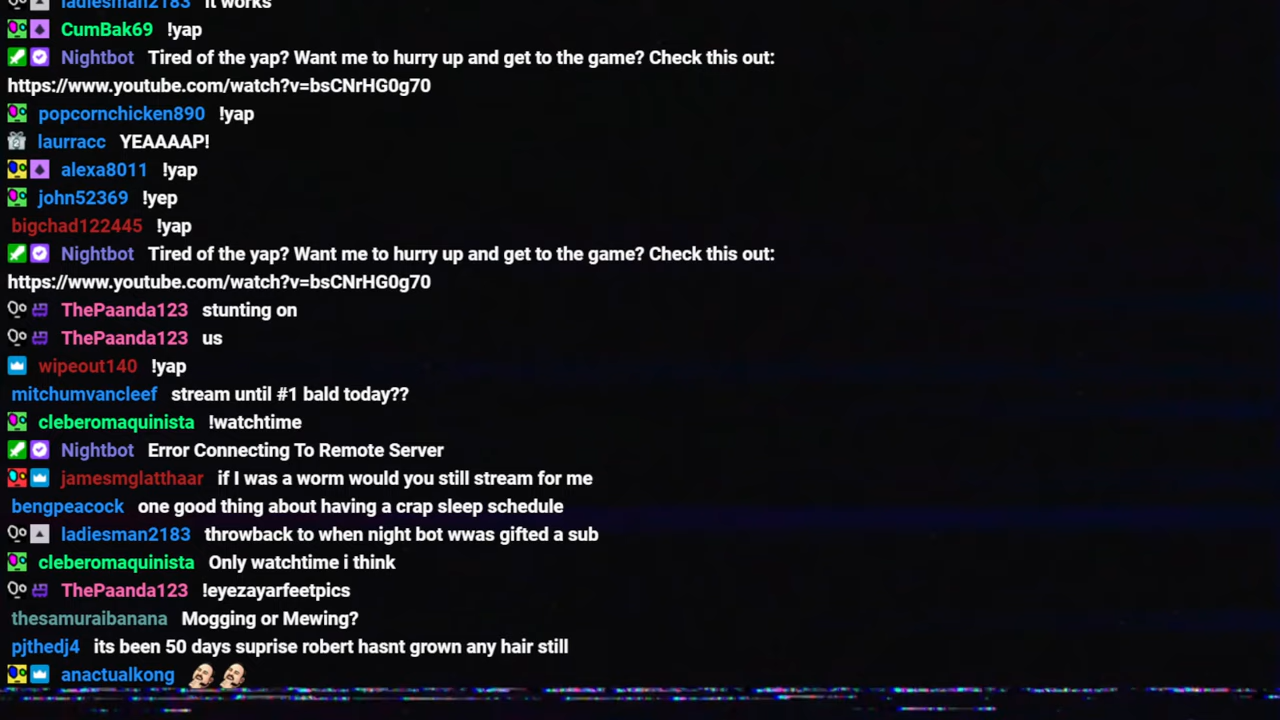 ladiesman2183 it works
CumBak69 !yap
Nightbot Tired of the yap? Want me to hurry up and get to the game? Check this out:
https://www.youtube.com/watch?v=bsCNrHG0g70
popcornchicken890 !yap
laurracc YEAAAAP!
alexa8011 !yap
john52369 !yep
bigchad122445 !yap
Nightbot Tired of the yap? Want me to hurry up and get to the game? Check this out:
https://www.youtube.com/watch?v=bsCNrHG0g70
ThePaanda123 stunting on
ThePaanda123 us
wipeout140 !yap
mitchumvancleef stream until #1 bald today??
cleberomaquinista !watchtime
Nightbot Error Connecting To Remote Server
jamesmglatthaar if I was a worm would you still stream for me
bengpeacock one good thing about having a crap sleep schedule
ladiesman2183 throwback to when night bot wwas gifted a sub
cleberomaquinista Only watchtime i think
ThePaanda123 !eyezayarfeetpics
thesamuraibanana Mogging or Mewing?
pjthedj4 its been 50 days suprise robert hasnt grown any hair still
anactualkong